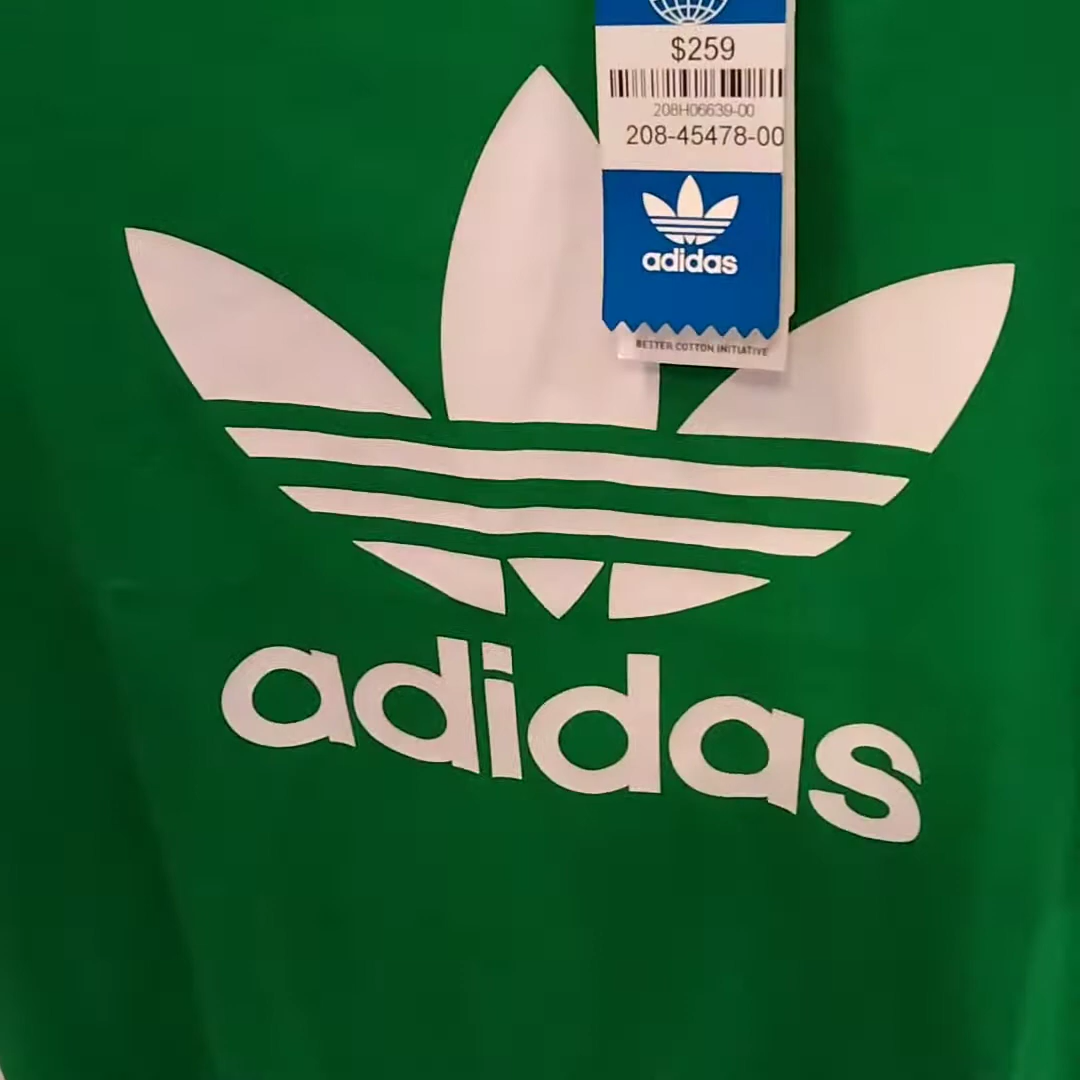 $259
208H06639-00
208-45478-00
adidas
BETTER COTTON INITIATIVE
adidas